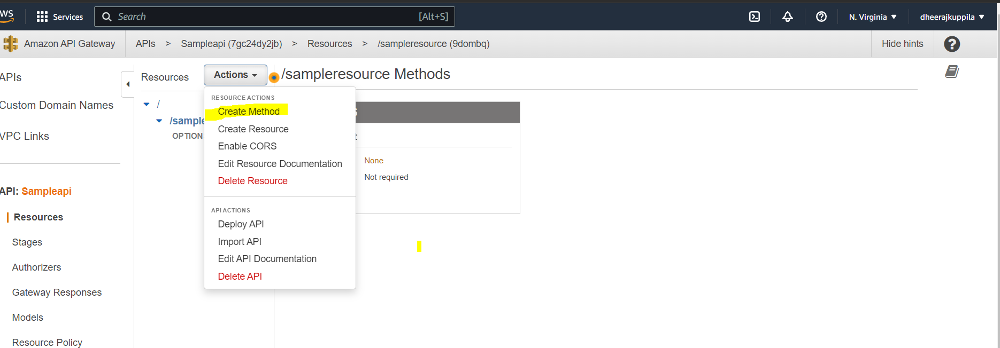 WS Services Search [Alt+S] N. Virginia dheerajkuppila
Amazon API Gateway APIs > Sampleapi (7gc24dy2jb) > Resources > /sampleresource (9dombq) Hide hints ?
APIs
Custom Domain Names
VPC Links
API: Sampleapi
Resources
Stages
Authorizers
Gateway Responses
Models
Resource Policy
Resources Actions
/
/sample
OPTION
RESOURCE ACTIONS
Create Method
Create Resource
Enable CORS
Edit Resource Documentation
Delete Resource
API ACTIONS
Deploy API
Import API
Edit API Documentation
Delete API
/sampleresource Methods
S
t
None
Not required